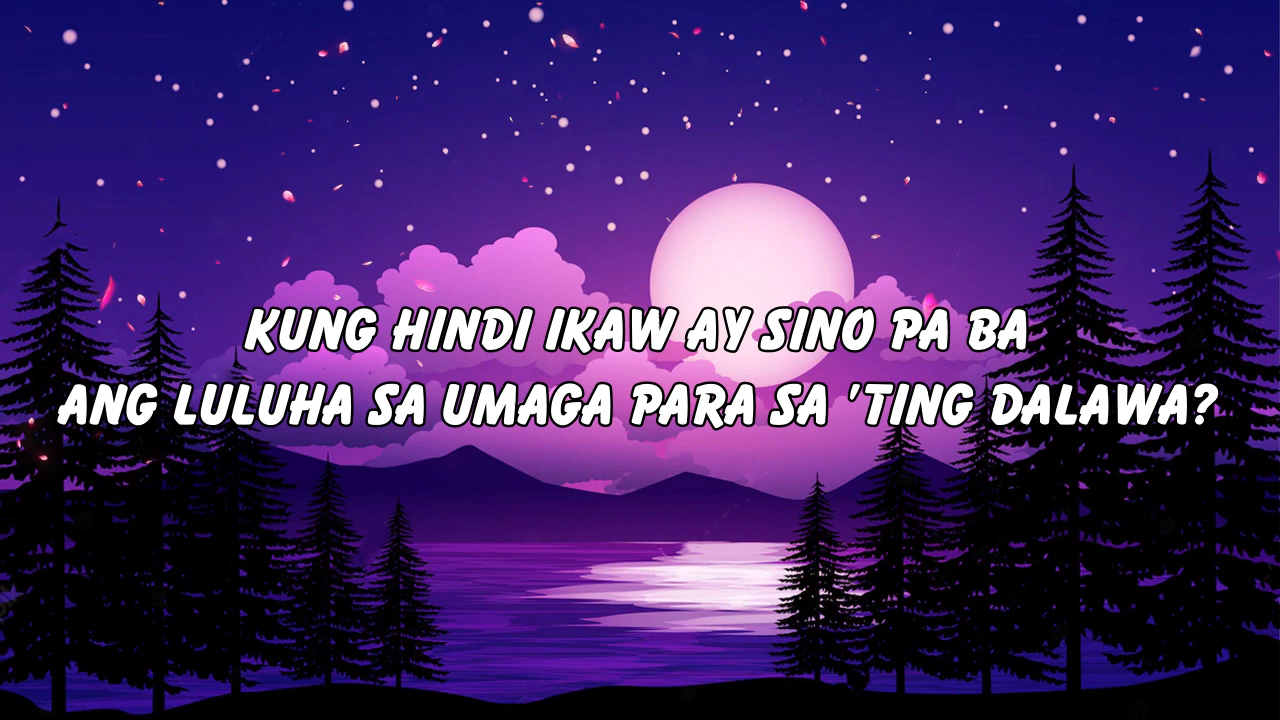 KUNG HINDI IKAW AY SINO PA BA
ANG LULUHA SA UMAGA PARA SA 'TING DALAWA?